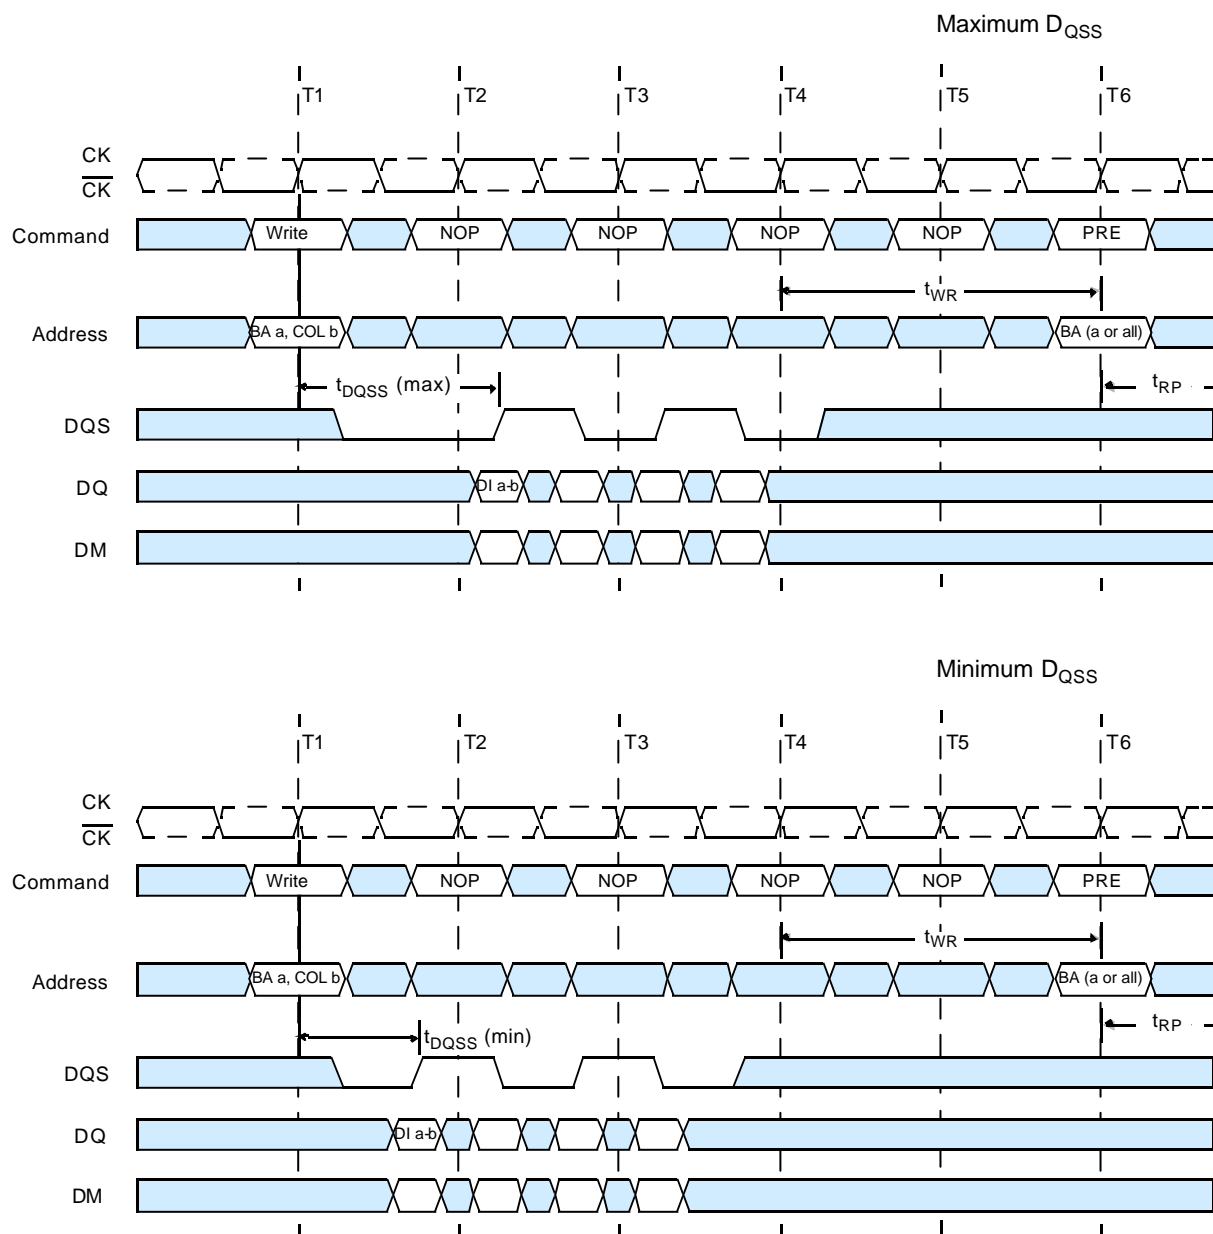 Maximum DQSS
T1 T2 T3 T4 T5 T6
CK
CK
Command Write NOP NOP NOP NOP PRE
tWR
Address BA a, COL b BA (a or all)
tDQSS (max) tRP
DQS
DQ DI a-b
DM
Minimum DQSS
T1 T2 T3 T4 T5 T6
CK
CK
Command Write NOP NOP NOP NOP PRE
tWR
Address BA a, COL b BA (a or all)
tDQSS (min) tRP
DQS
DQ DI a-b
DM